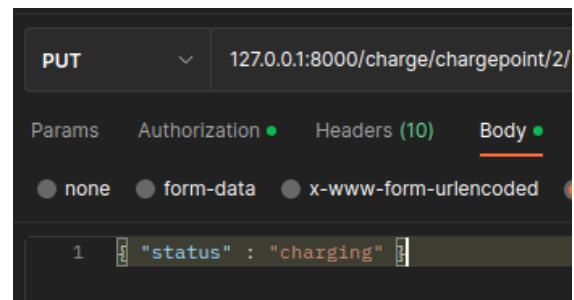 PUT 127.0.0.1:8000/charge/chargepoint/2/
Params Authorization Headers (10) Body
none form-data x-www-form-urlencoded
1 { "status" : "charging" }